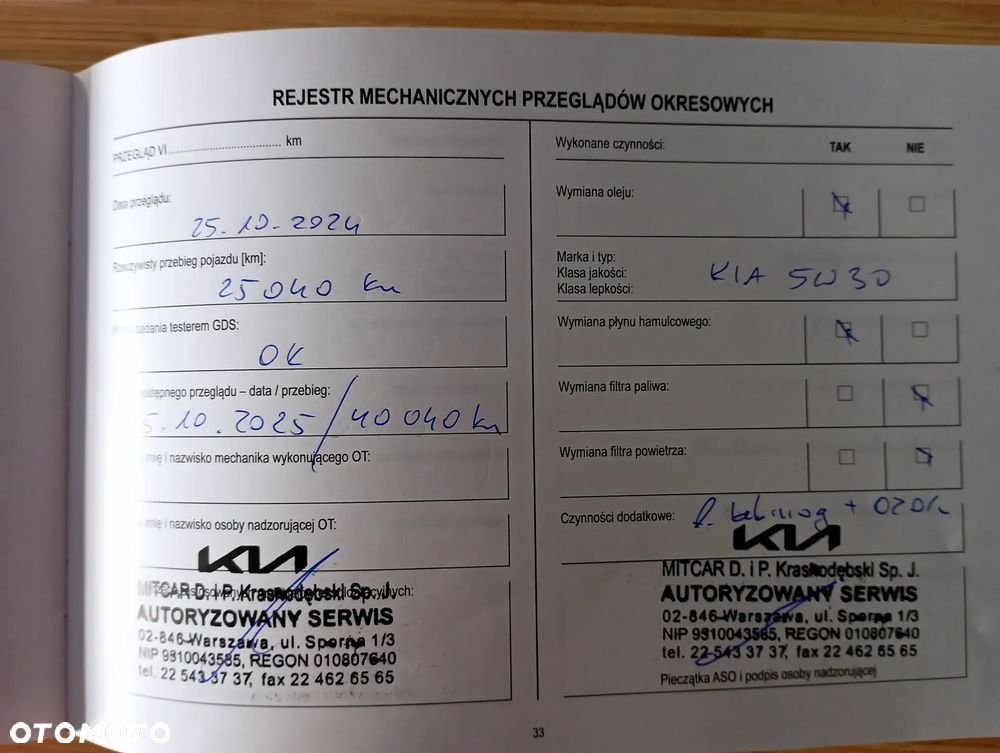 REJESTR MECHANICZNYCH PRZEGLĄDÓW OKRESOWYCH
PRZEGLĄD VI.................................... km
Data przeglądu:
25.10.2024
Rzeczywisty przebieg pojazdu [km]:
25040 km
badania testerem GDS:
OK
następnego przeglądu – data / przebieg:
5.10.2025/40040 km
imię i nazwisko mechanika wykonującego OT:
imię i nazwisko osoby nadzorującej OT:
KIA
MITCAR D. i P. Kraskodębski Sp. J.
AUTORYZOWANY SERWIS
02-846 Warszawa, ul. Sporna 1/3
NIP 9510043585, REGON 010807640
tel. 22 543 37 37, fax 22 462 65 65
Wykonane czynności: TAK NIE
Wymiana oleju:
Marka i typ:
Klasa jakości:
Klasa lepkości:
KIA 5W30
Wymiana płynu hamulcowego:
Wymiana filtra paliwa:
Wymiana filtra powietrza:
Czynności dodatkowe: f. kabinowy +
KIA
MITCAR D. i P. Kraskodębski Sp. J.
AUTORYZOWANY SERWIS
02-846 Warszawa, ul. Sporna 1/3
NIP 9510043585, REGON 010807640
tel. 22 543 37 37, fax 22 462 65 65
Pieczątka ASO i podpis osoby nadzorującej
33
OTOMOTO